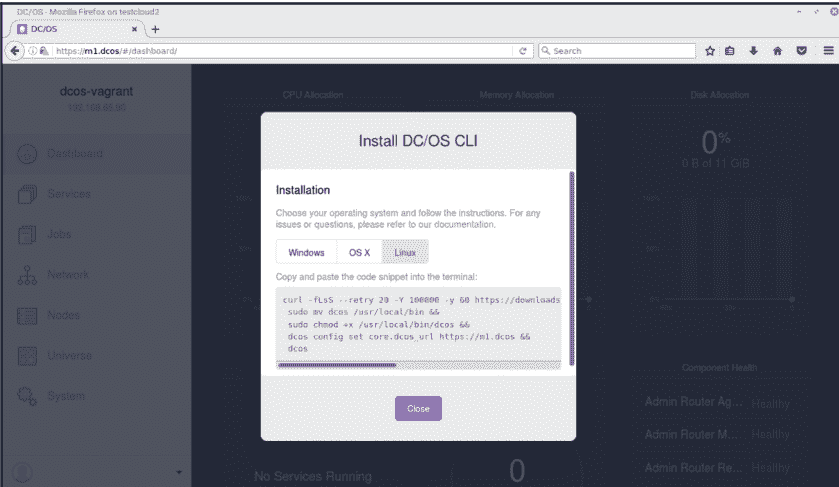 DC/OS - Mozilla Firefox on testcloud2
DC/OS
https://m1.dcos/#/dashboard/
Search
dcos-vagrant
Dashboard
Services
Jobs
Network
Nodes
Universe
System
CPU Allocation
Memory Allocation
Disk Allocation
0%
0 B of 11 GiB
Install DC/OS CLI
Installation
Choose your operating system and follow the instructions. For any
issues or questions, please refer to our documentation.
Windows
OS X
Linux
Copy and paste the code snippet into the terminal:
curl -fLsS --retry 20 -Y 100000 -y 60 https://downloads
sudo mv dcos /usr/local/bin &&
sudo chmod +x /usr/local/bin/dcos &&
dcos config set core.dcos_url https://m1.dcos &&
dcos
Close
Component Health
Admin Router Ag... Healthy
Admin Router M... Healthy
Admin Router Re... Healthy
No Services Running
0